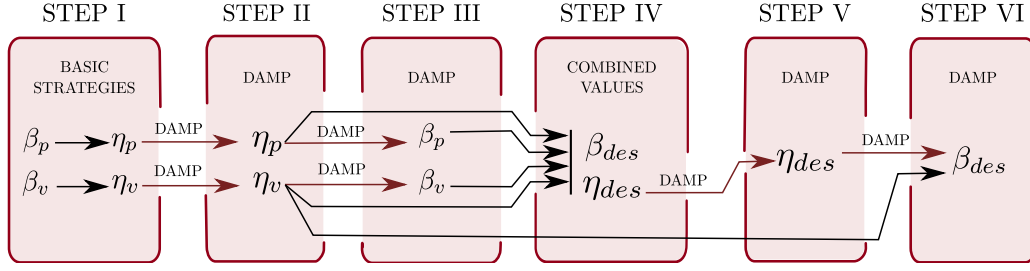 STEP I
STEP II
STEP III
STEP IV
STEP V
STEP VI
BASIC
STRATEGIES
DAMP
DAMP
COMBINED
VALUES
DAMP
DAMP
β_p
η_p
DAMP
η_p
DAMP
β_p
β_des
DAMP
η_des
β_des
β_v
η_v
DAMP
η_v
DAMP
β_v
η_des
DAMP